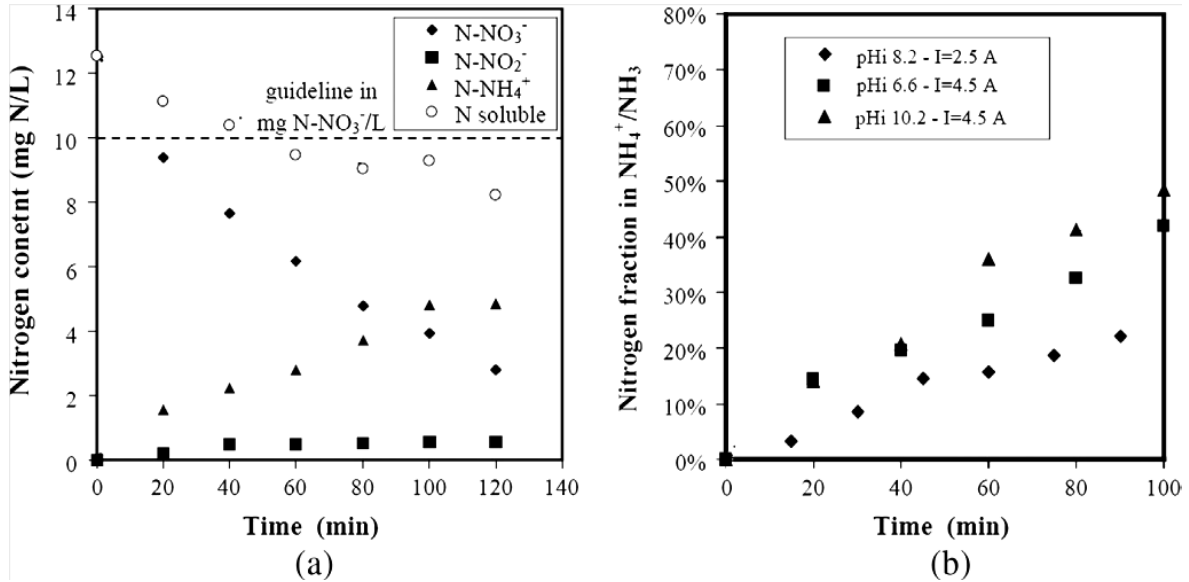 Nitrogen conetnt (mg N/L)
14
12
10
8
6
4
2
0
N-NO₃⁻
N-NO₂⁻
N-NH₄⁺
N soluble
guideline in
mg N-NO₃⁻/L
0 20 40 60 80 100 120 140
Time (min)
(a)
Nitrogen fraction in NH₄⁺/NH₃
80%
70%
60%
50%
40%
30%
20%
10%
0%
pHi 8.2 - I=2.5 A
pHi 6.6 - I=4.5 A
pHi 10.2 - I=4.5 A
0 20 40 60 80 100
Time (min)
(b)